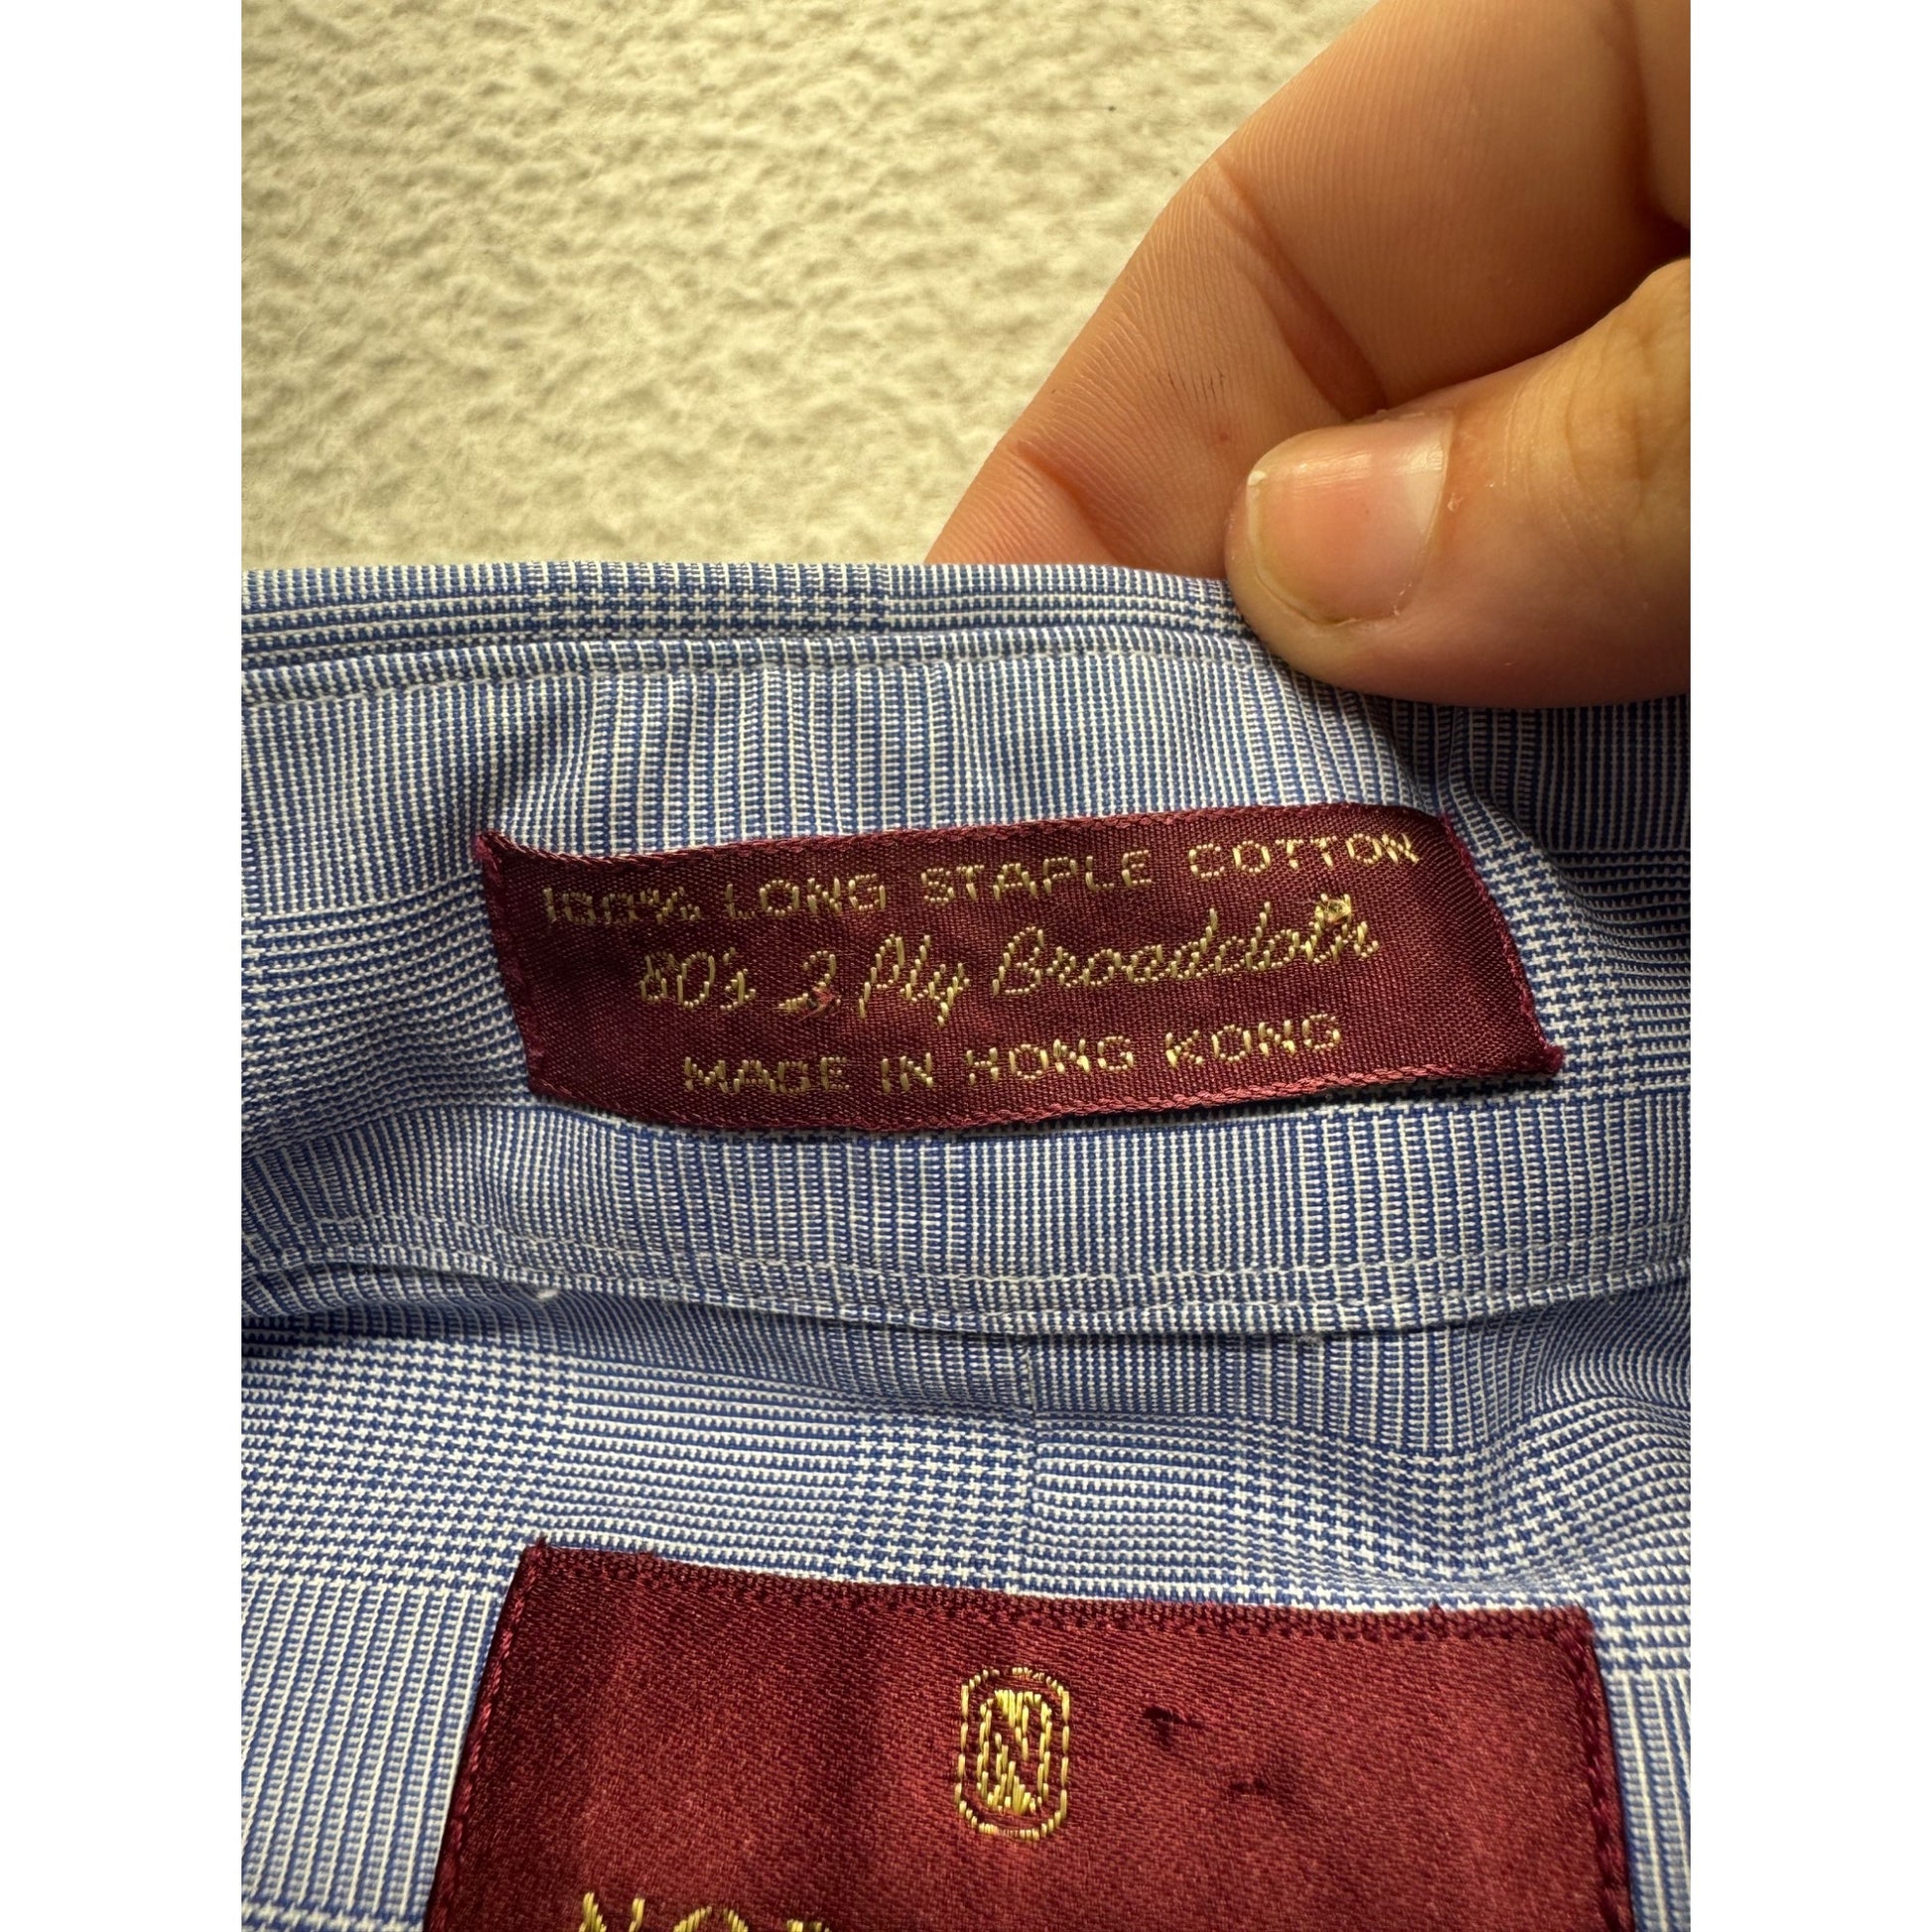 100% LONG STAPLE COTTON
80's 2 Ply Broadcloth
MADE IN HONG KONG
N